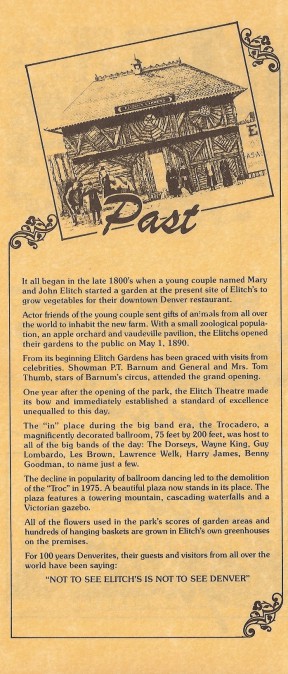 Past
It all began in the late 1800's when a young couple named Mary
and John Elitch started a garden at the present site of Elitch's to
grow vegetables for their downtown Denver restaurant.
Actor friends of the young couple sent gifts of animals from all over
the world to inhabit the new farm. With a small zoological popula-
tion, an apple orchard and vaudeville pavilion, the Elitchs opened
their gardens to the public on May 1, 1890.
From its beginning Elitch Gardens has been graced with visits from
celebrities. Showman P.T. Barnum and General and Mrs. Tom
Thumb, stars of Barnum's circus, attended the grand opening.
One year after the opening of the park, the Elitch Theatre made
its bow and immediately established a standard of excellence
unequalled to this day.
The "in" place during the big band era, the Trocadero, a
magnificently decorated ballroom, 75 feet by 200 feet, was host to
all of the big bands of the day: The Dorseys, Wayne King, Guy
Lombardo, Les Brown, Lawrence Welk, Harry James, Benny
Goodman, to name just a few.
The decline in popularity of ballroom dancing led to the demolition
of the "Troc" in 1975. A beautiful plaza now stands in its place. The
plaza features a towering mountain, cascading waterfalls and a
Victorian gazebo.
All of the flowers used in the park's scores of garden areas and
hundreds of hanging baskets are grown in Elitch's own greenhouses
on the premises.
For 100 years Denverites, their guests and visitors from all over the
world have been saying:
"NOT TO SEE ELITCH'S IS NOT TO SEE DENVER"